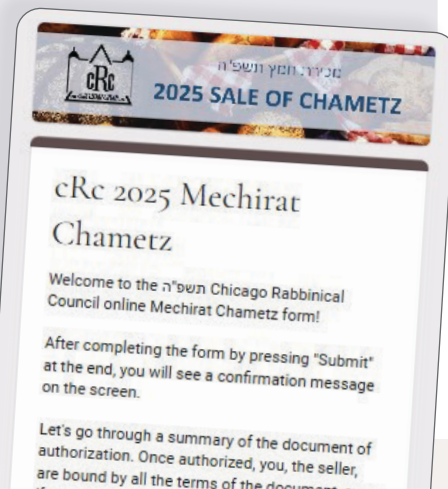 מכירת חמץ תשפ"ה
cRc
2025 SALE OF CHAMETZ
cRc 2025 Mechirat
Chametz
Welcome to the תשפ"ה Chicago Rabbinical
Council online Mechirat Chametz form!
After completing the form by pressing "Submit"
at the end, you will see a confirmation message
on the screen.
Let's go through a summary of the document of
authorization. Once authorized, you, the seller,
are bound by all the terms of the document